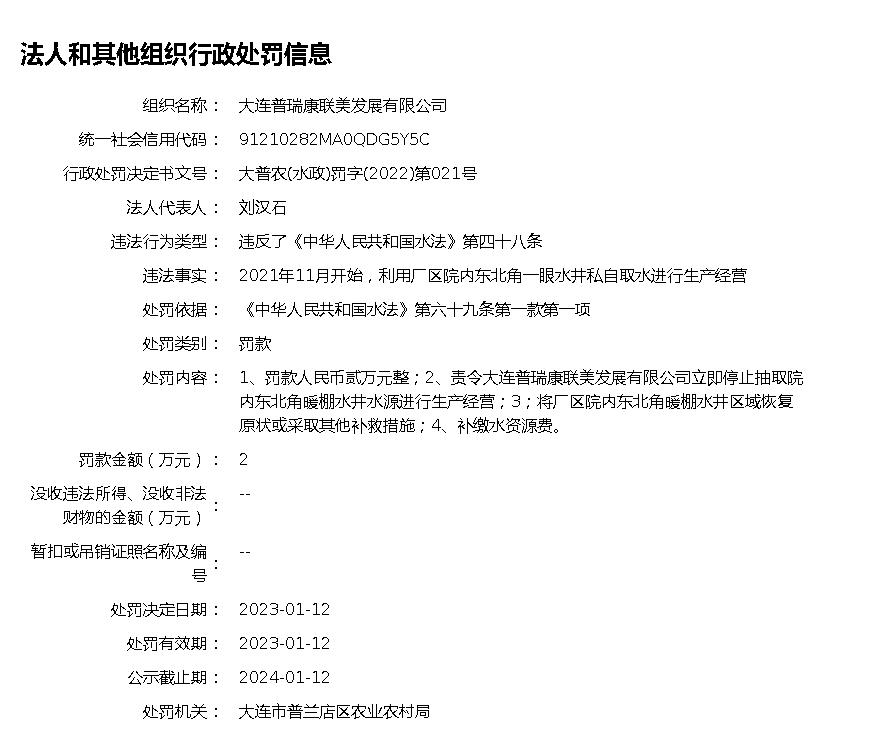 法人和其他组织行政处罚信息
组织名称： 大连普瑞康联美发展有限公司
统一社会信用代码： 91210282MA0QDG5Y5C
行政处罚决定书文号： 大普农(水政)罚字(2022)第021号
法人代表人： 刘汉石
违法行为类型： 违反了《中华人民共和国水法》第四十八条
违法事实： 2021年11月开始，利用厂区院内东北角一眼水井私自取水进行生产经营
处罚依据： 《中华人民共和国水法》第六十九条第一款第一项
处罚类别： 罚款
处罚内容： 1、罚款人民币贰万元整；2、责令大连普瑞康联美发展有限公司立即停止抽取院
内东北角暖棚水井水源进行生产经营；3；将厂区院内东北角暖棚水井区域恢复
原状或采取其他补救措施；4、补缴水资源费。
罚款金额（万元）： 2
没收违法所得、没收非法
财物的金额（万元）： --
暂扣或吊销证照名称及编
号： --
处罚决定日期： 2023-01-12
处罚有效期： 2023-01-12
公示截止期： 2024-01-12
处罚机关： 大连市普兰店区农业农村局